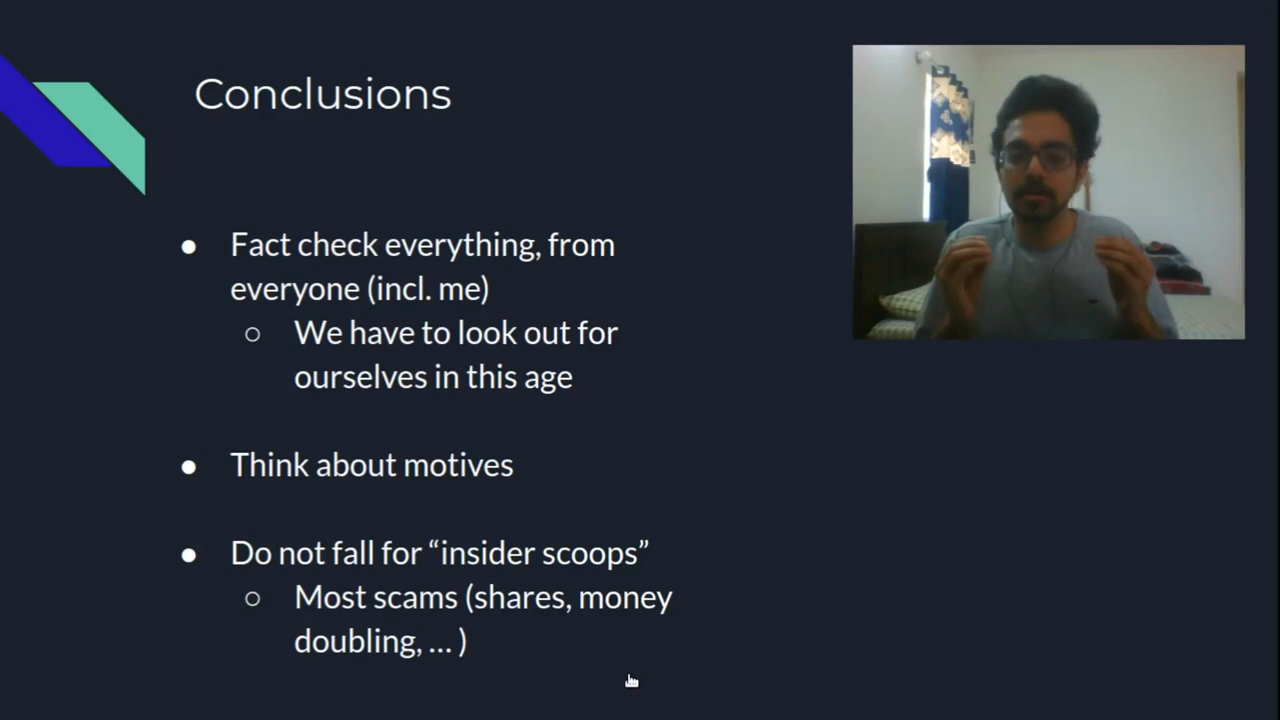 Conclusions
● Fact check everything, from
everyone (incl. me)
○ We have to look out for
ourselves in this age
● Think about motives
● Do not fall for “insider scoops”
○ Most scams (shares, money
doubling, ... )